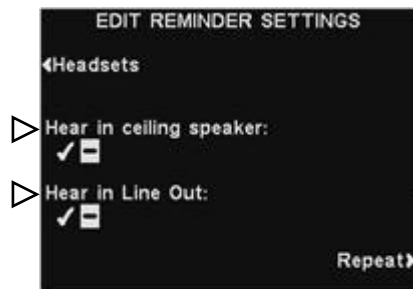 EDIT REMINDER SETTINGS
Headsets
Hear in ceiling speaker:
Hear in Line Out:
Repeat